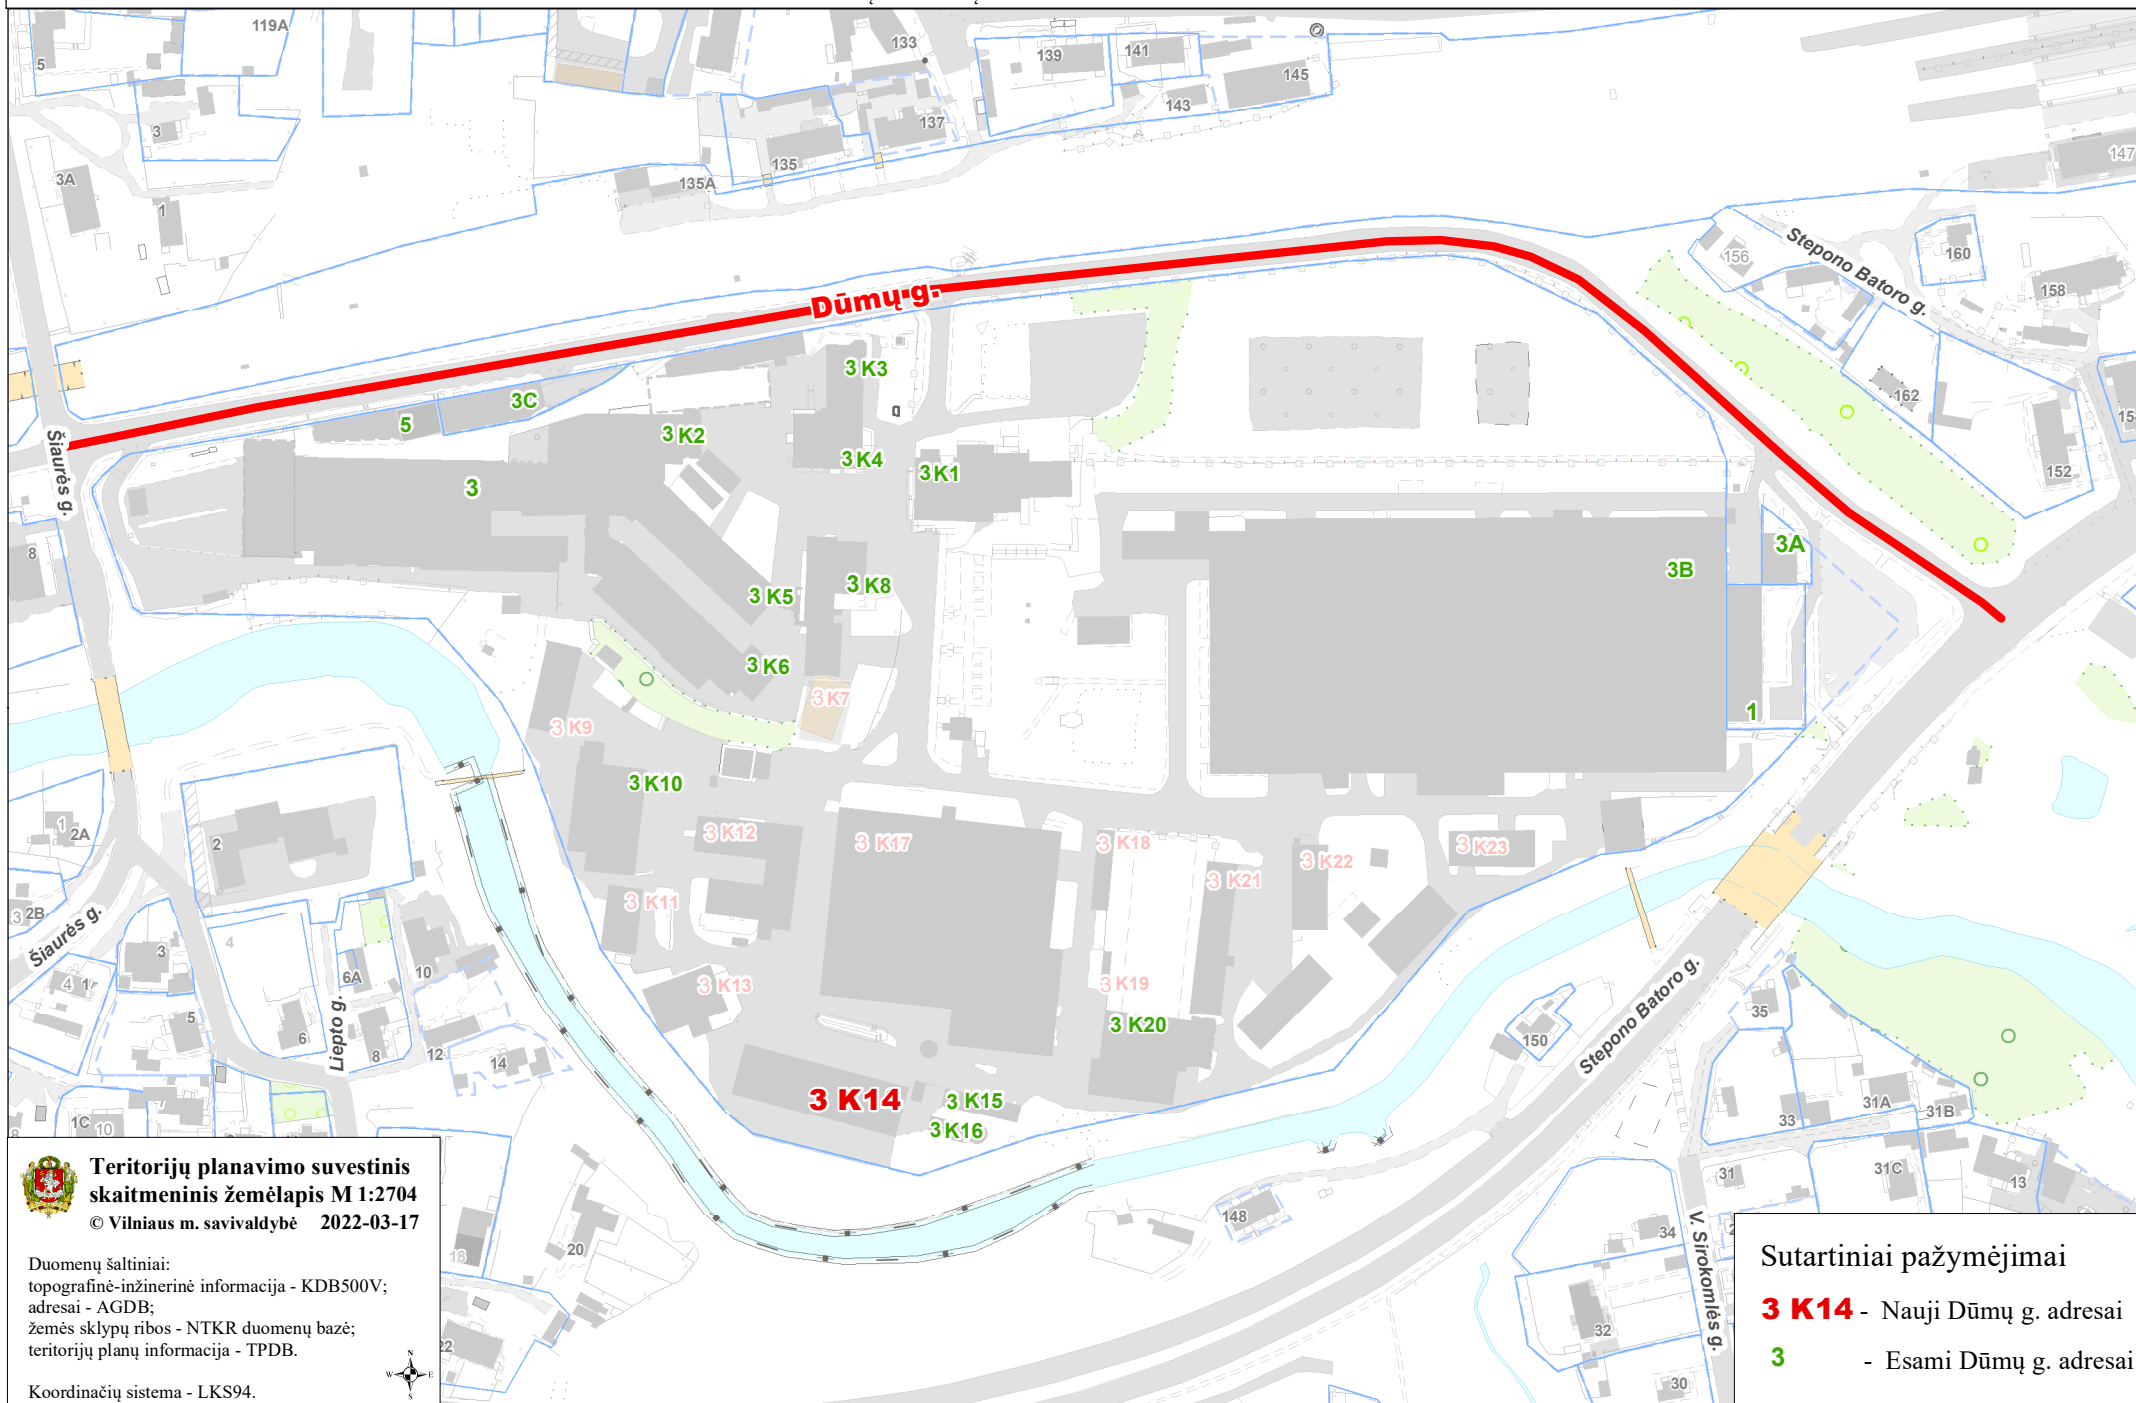 119A
5
133
139
141
145
143
137
3
135
135A
3A
1
147
156
Stepono Batoro g.
160
158
162
152
Dūmų g.
3 K3
3C
5
3 K2
3 K4
3 K1
3
Šiaurės g.
8
3 K5
3 K8
3A
3B
3 K6
3 K7
3 K9
1
3 K10
1
2A
2
3 K12
3 K17
3 K18
3 K22
3 K23
3 K21
3 K11
3
2B
Šiaurės g.
4
3
6A
10
4
3 K13
3 K19
3 K20
Stepono Batoro g.
35
150
5
6
Liepto g.
8
12
14
3 K14
3 K15
3 K16
31A
31B
33
1C
10
31
31C
13
148
34
V. Sirokomlės g.
18
20
22
32
30
Teritorijų planavimo suvestinis
skaitmeninis žemėlapis M 1:2704
© Vilniaus m. savivaldybė 2022-03-17
Duomenų šaltiniai:
topografinė-inžinerinė informacija - KDB500V;
adresai - AGDB;
žemės sklypų ribos - NTKR duomenų bazė;
teritorijų planų informacija - TPDB.
Koordinačių sistema - LKS94.
N
W E
S
Sutartiniai pažymėjimai
3 K14 - Nauji Dūmų g. adresai
3 - Esami Dūmų g. adresai